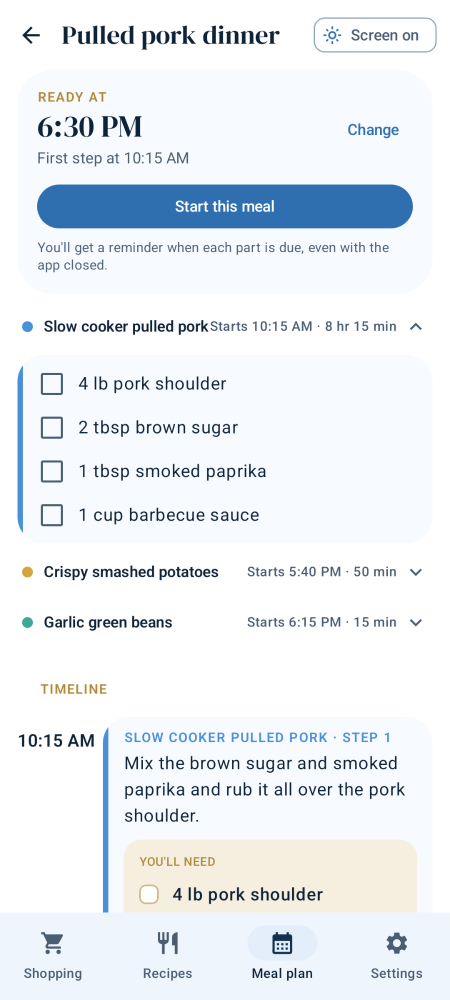 Pulled pork dinner
Screen on
READY AT
6:30 PM
Change
First step at 10:15 AM
Start this meal
You'll get a reminder when each part is due, even with the
app closed.
Slow cooker pulled pork Starts 10:15 AM · 8 hr 15 min
4 lb pork shoulder
2 tbsp brown sugar
1 tbsp smoked paprika
1 cup barbecue sauce
Crispy smashed potatoes Starts 5:40 PM · 50 min
Garlic green beans Starts 6:15 PM · 15 min
TIMELINE
10:15 AM
SLOW COOKER PULLED PORK · STEP 1
Mix the brown sugar and smoked
paprika and rub it all over the pork
shoulder.
YOU'LL NEED
4 lb pork shoulder
Shopping
Recipes
Meal plan
Settings